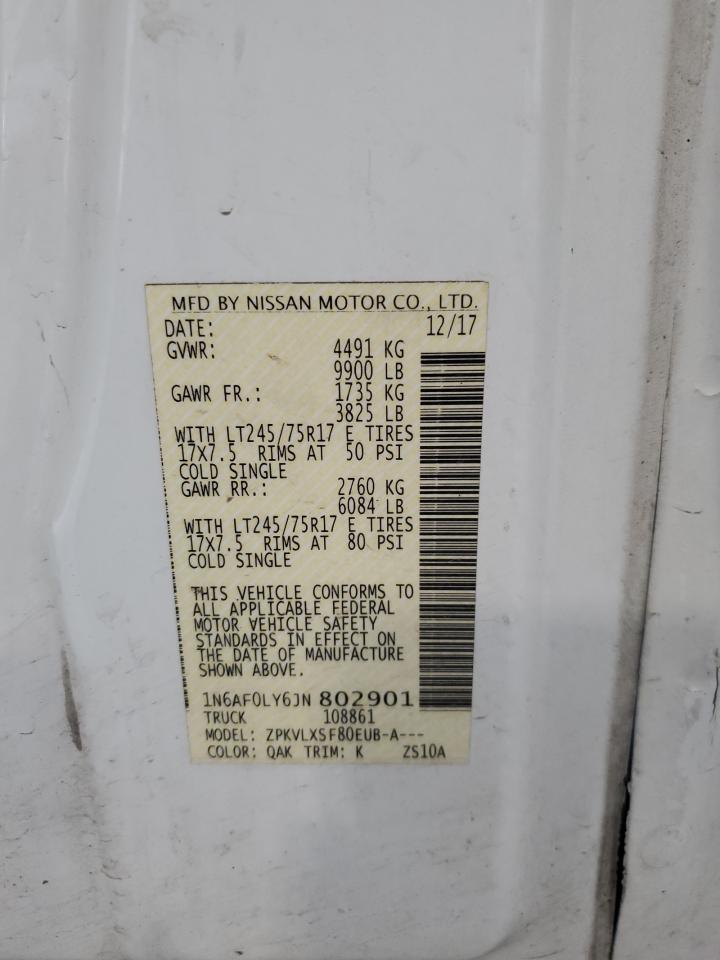 MFD BY NISSAN MOTOR CO., LTD.
DATE: 12/17
GVWR: 4491 KG
9900 LB
GAWR FR.: 1735 KG
3825 LB
WITH LT245/75R17 E TIRES
17X7.5 RIMS AT 50 PSI
COLD SINGLE
GAWR RR.: 2760 KG
6084 LB
WITH LT245/75R17 E TIRES
17X7.5 RIMS AT 80 PSI
COLD SINGLE
THIS VEHICLE CONFORMS TO
ALL APPLICABLE FEDERAL
MOTOR VEHICLE SAFETY
STANDARDS IN EFFECT ON
THE DATE OF MANUFACTURE
SHOWN ABOVE.
1N6AF0LY6JN 802901
TRUCK 108861
MODEL: ZPKVLXSF80EUB-A---
COLOR: QAK TRIM: K ZS10A